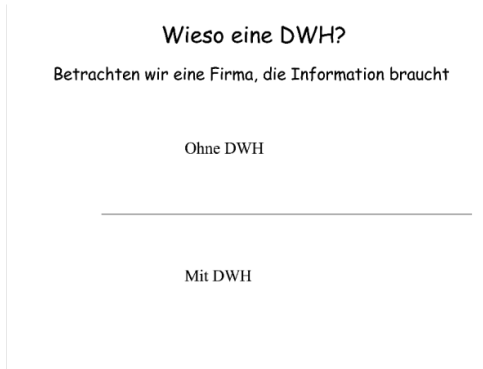 Wieso eine DWH?
Betrachten wir eine Firma, die Information braucht
Ohne DWH
Mit DWH